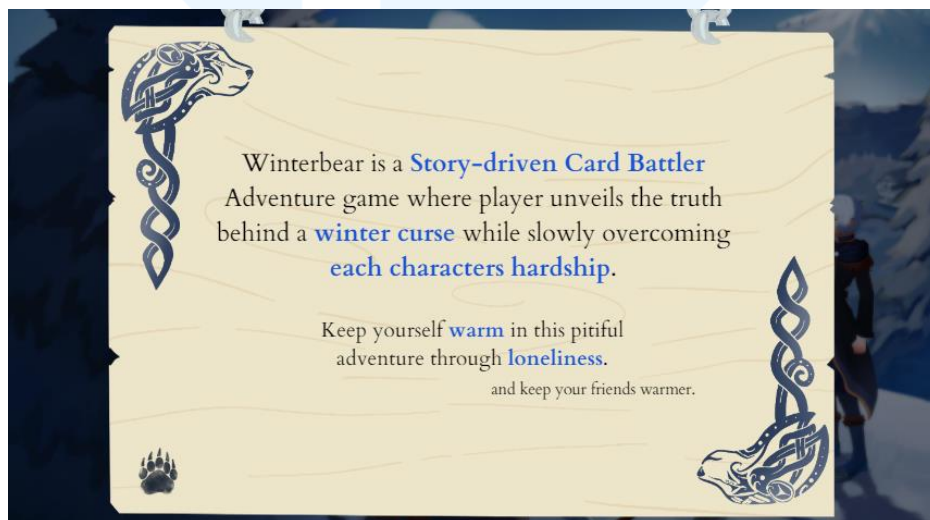 Winterbear is a Story-driven Card Battler
Adventure game where player unveils the truth
behind a winter curse while slowly overcoming
each characters hardship.
Keep yourself warm in this pitiful
adventure through loneliness.
and keep your friends warmer.